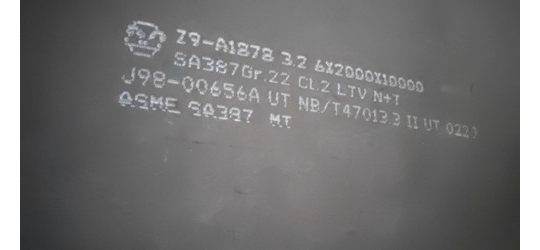 Z9-A1878 3.2 6X2000X10000
SA387Gr.22 CL.2 LTV N+T
J98-00656A UT NB/T47013.3 II UT 0220
ASME SA387 MT